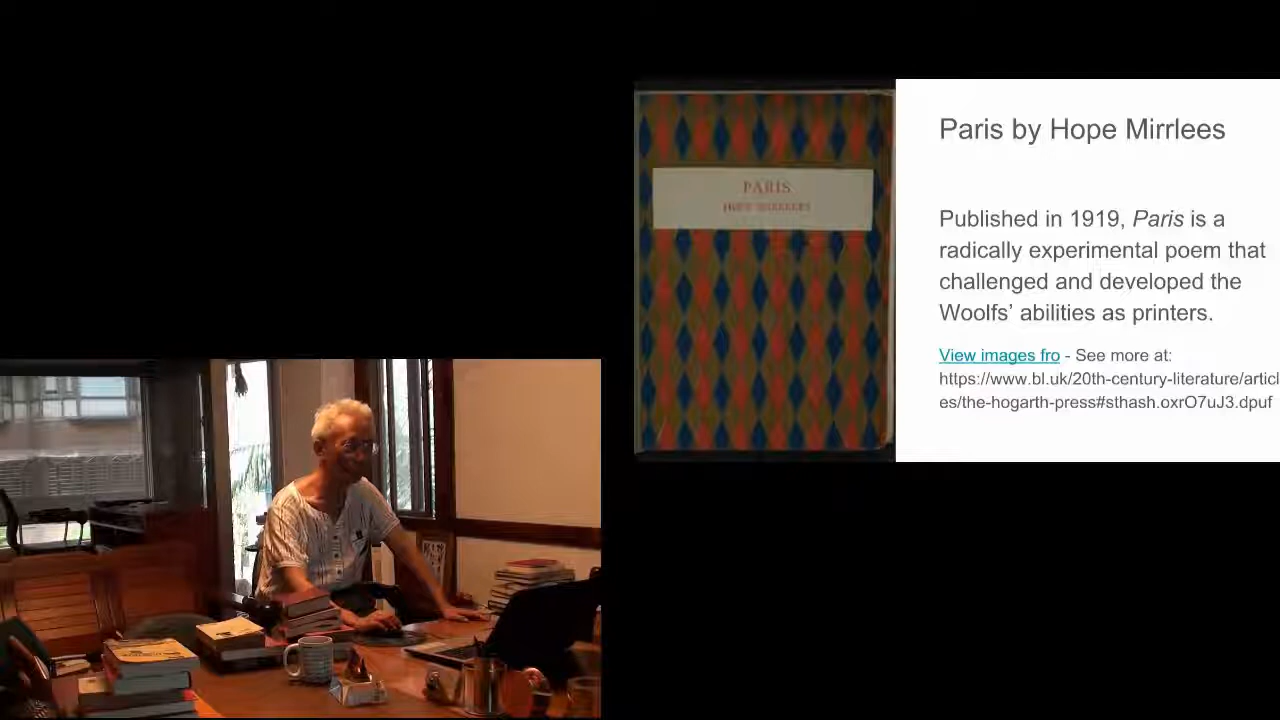 PARIS
HOPE MIRRLEES
Paris by Hope Mirrlees
Published in 1919, Paris is a
radically experimental poem that
challenged and developed the
Woolfs’ abilities as printers.
View images fro - See more at:
https://www.bl.uk/20th-century-literature/articl
es/the-hogarth-press#sthash.oxrO7uJ3.dpuf